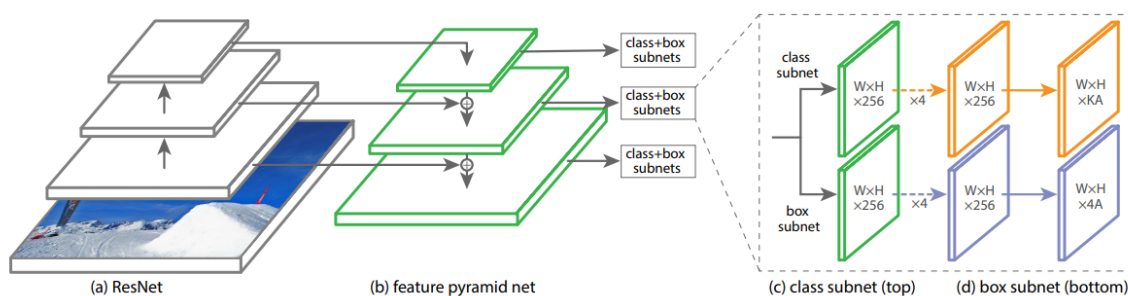 class+box
subnets
class+box
subnets
class+box
subnets
class
subnet
W×H
×256
×4
W×H
×256
W×H
×KA
box
subnet
W×H
×256
×4
W×H
×256
W×H
×4A
(a) ResNet
(b) feature pyramid net
(c) class subnet (top)
(d) box subnet (bottom)